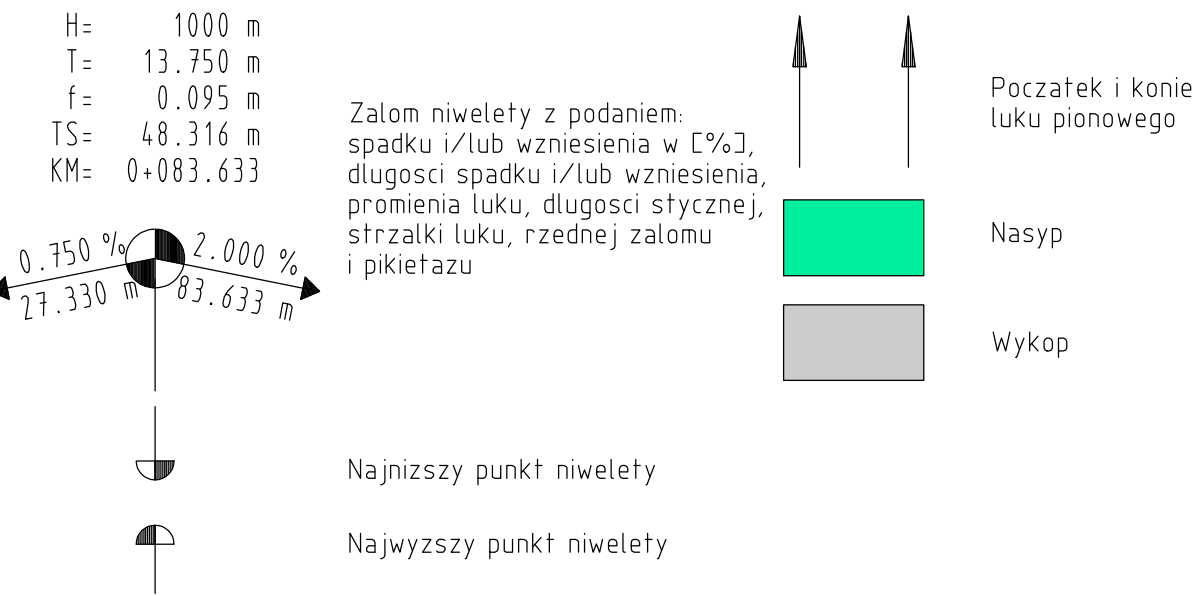 H= 1000 m
T= 13.750 m
f= 0.095 m
TS= 48.316 m
KM= 0+083.633
0.750 %
27.330 m
2.000 %
83.633 m
Zalom niwelety z podaniem:
spadku i/lub wzniesienia w [%],
dlugosci spadku i/lub wzniesienia,
promienia luku, dlugosci stycznej,
strzalki luku, rzednej zalomu
i pikietazu
Najnizszy punkt niwelety
Najwyzszy punkt niwelety
Poczatek i konie
luku pionowego
Nasyp
Wykop